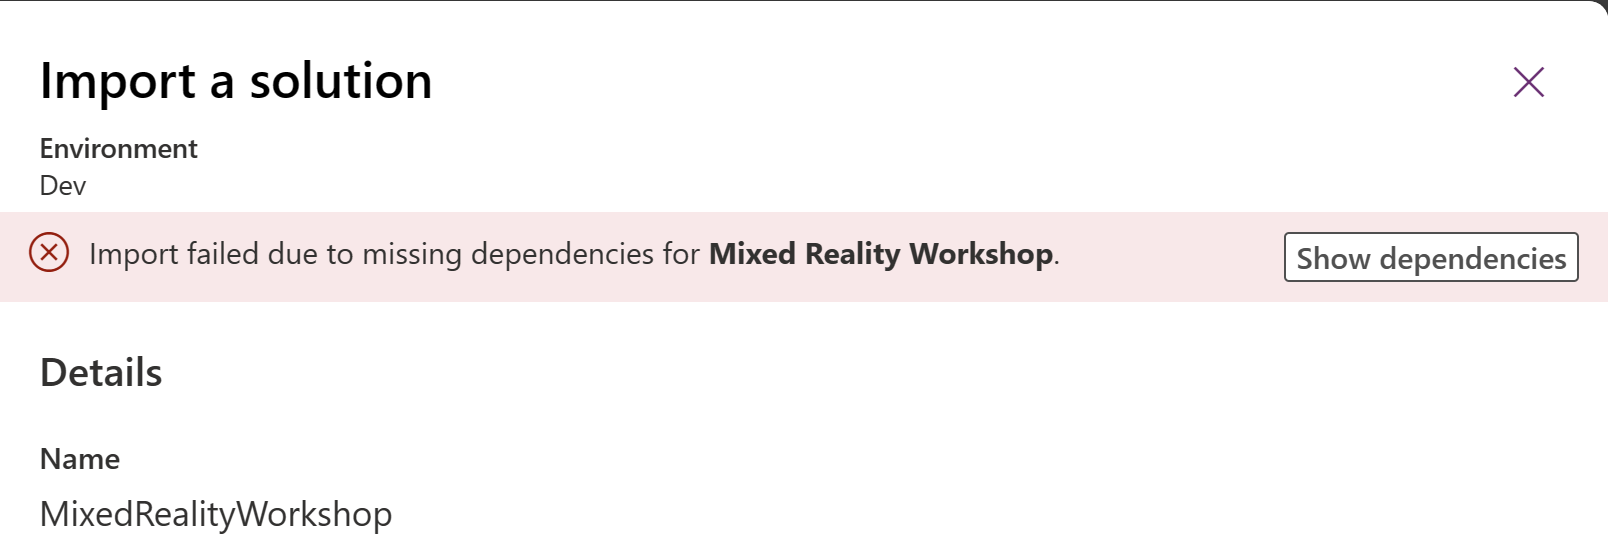 Import a solution
Environment
Dev
Import failed due to missing dependencies for Mixed Reality Workshop.
Show dependencies
Details
Name
MixedRealityWorkshop